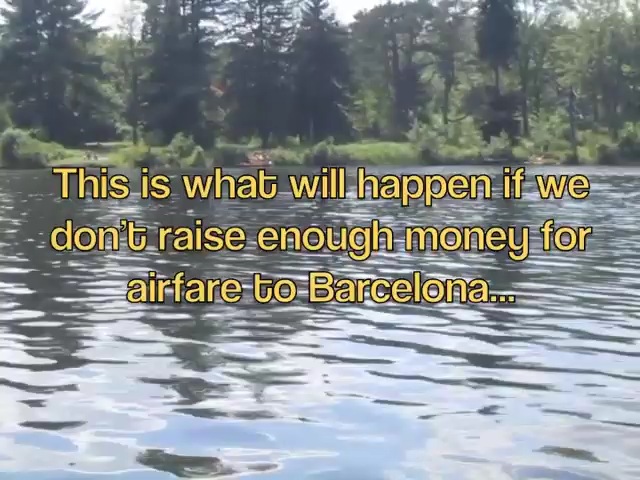 This is what will happen if we
don't raise enough money for
airfare to Barcelona...